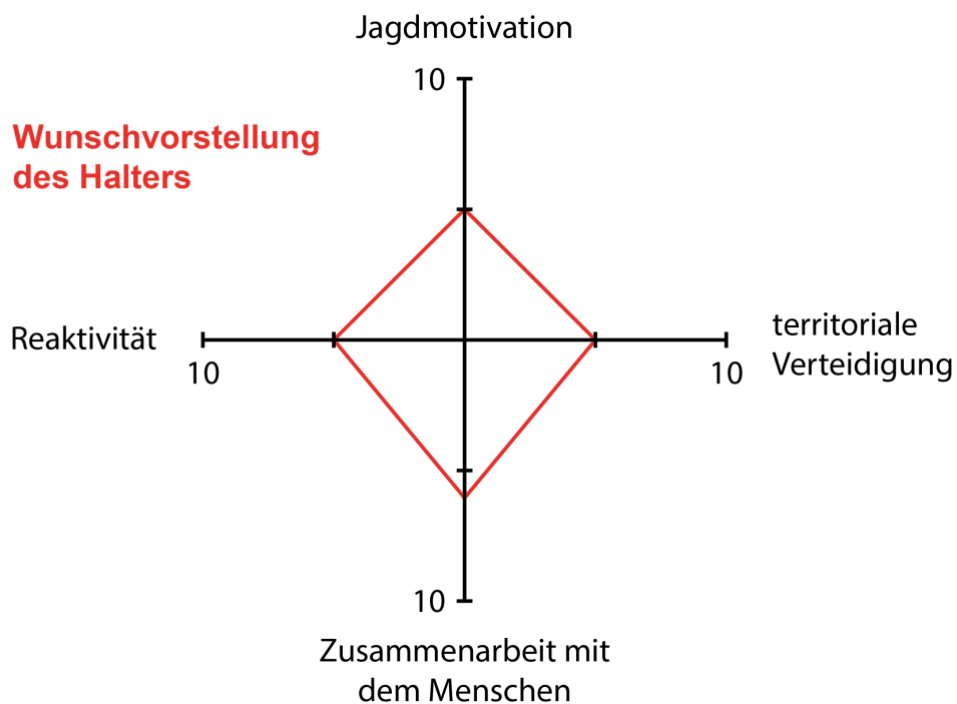 Jagdmotivation
10
Wunschvorstellung
des Halters
Reaktivität
10
territoriale
Verteidigung
10
10
Zusammenarbeit mit
dem Menschen